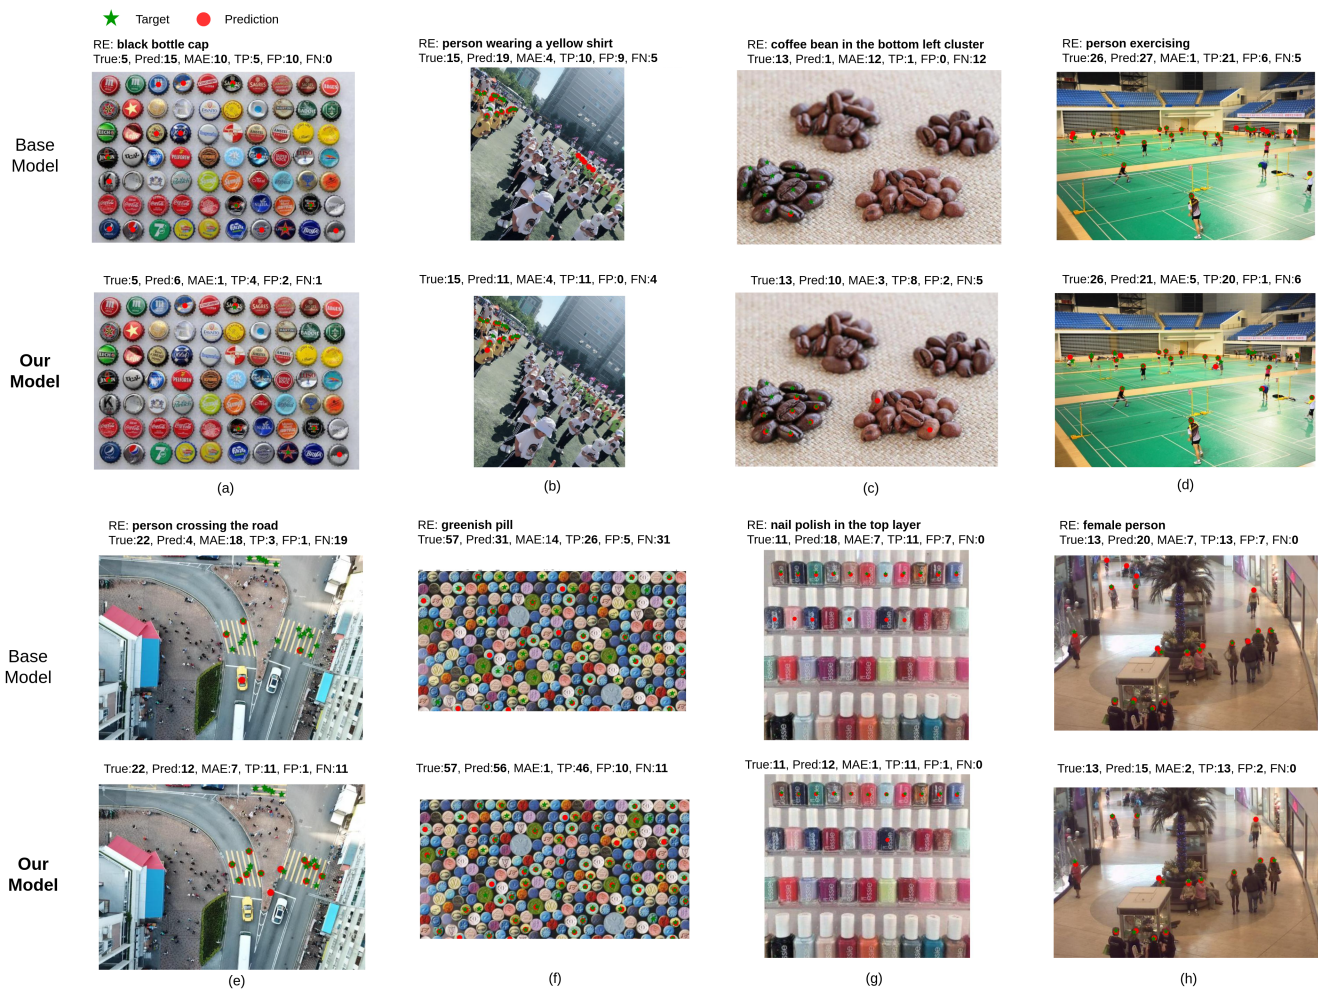 Target Prediction
RE: black bottle cap
True:5, Pred:15, MAE:10, TP:5, FP:10, FN:0
RE: person wearing a yellow shirt
True:15, Pred:19, MAE:4, TP:10, FP:9, FN:5
RE: coffee bean in the bottom left cluster
True:13, Pred:1, MAE:12, TP:1, FP:0, FN:12
RE: person exercising
True:26, Pred:27, MAE:1, TP:21, FP:6, FN:5
Base
Model
True:5, Pred:6, MAE:1, TP:4, FP:2, FN:1
True:15, Pred:11, MAE:4, TP:11, FP:0, FN:4
True:13, Pred:10, MAE:3, TP:8, FP:2, FN:5
True:26, Pred:21, MAE:5, TP:20, FP:1, FN:6
Our
Model
(a)
(b)
(c)
(d)
RE: person crossing the road
True:22, Pred:4, MAE:18, TP:3, FP:1, FN:19
RE: greenish pill
True:57, Pred:31, MAE:14, TP:26, FP:5, FN:31
RE: nail polish in the top layer
True:11, Pred:18, MAE:7, TP:11, FP:7, FN:0
RE: female person
True:13, Pred:20, MAE:7, TP:13, FP:7, FN:0
Base
Model
True:22, Pred:12, MAE:7, TP:11, FP:1, FN:11
True:57, Pred:56, MAE:1, TP:46, FP:10, FN:11
True:11, Pred:12, MAE:1, TP:11, FP:1, FN:0
True:13, Pred:15, MAE:2, TP:13, FP:2, FN:0
Our
Model
(e)
(f)
(g)
(h)